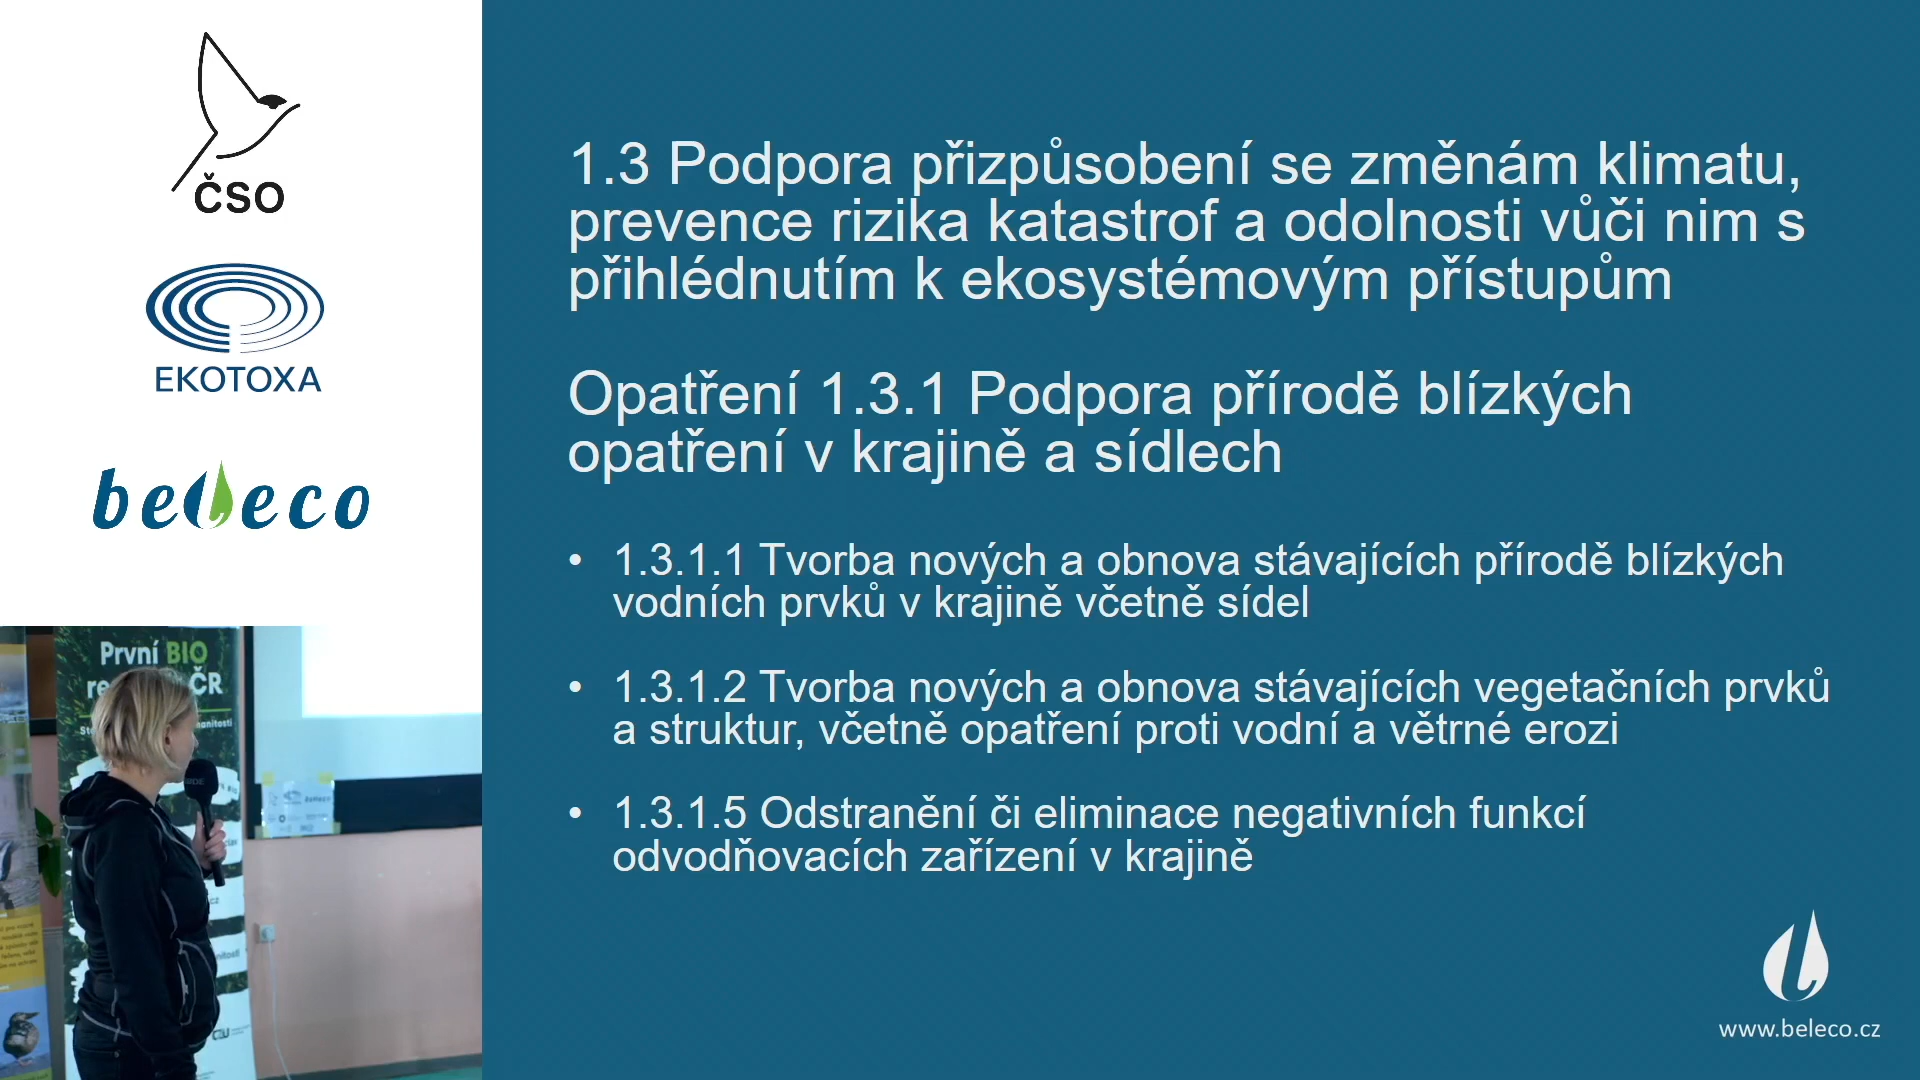 ČSO
EKOTOXA
beleco
První BIO
ČR
1.3 Podpora přizpůsobení se změnám klimatu,
prevence rizika katastrof a odolnosti vůči nim s
přihlédnutím k ekosystémovým přístupům
Opatření 1.3.1 Podpora přírodě blízkých
opatření v krajině a sídlech
• 1.3.1.1 Tvorba nových a obnova stávajících přírodě blízkých
vodních prvků v krajině včetně sídel
• 1.3.1.2 Tvorba nových a obnova stávajících vegetačních prvků
a struktur, včetně opatření proti vodní a větrné erozi
• 1.3.1.5 Odstranění či eliminace negativních funkcí
odvodňovacích zařízení v krajině
www.beleco.cz